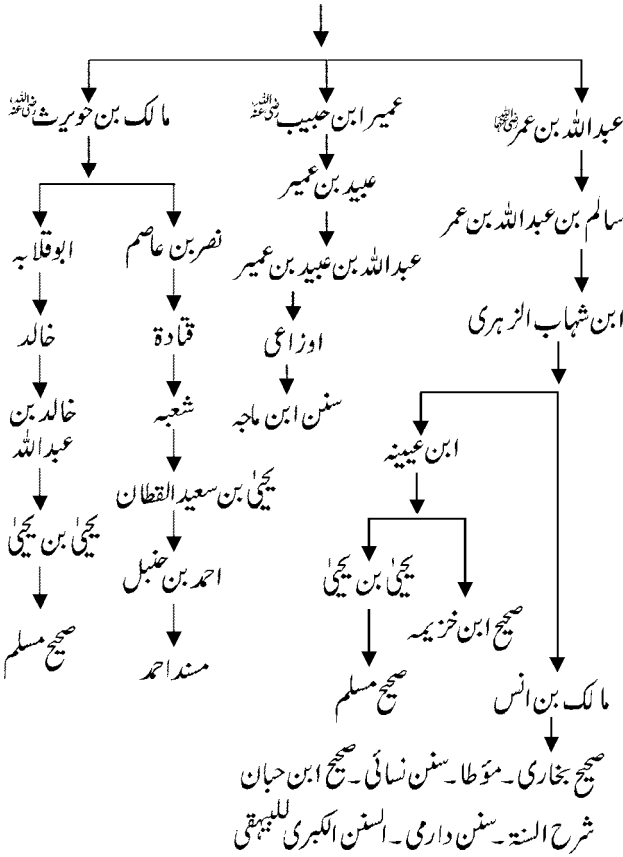 عبداللہ بن عمر رضی اللہ عنہما
سالم بن عبداللہ بن عمر
ابن شہاب الزہری
ابن عیینہ
یحییٰ بن یحییٰ
صحیح مسلم
صحیح ابن خزیمہ
مالک بن انس
صحیح بخاری۔مؤطا۔سنن نسائی۔صحیح ابن حبان
شرح السنۃ۔سنن دارمی۔السنن الکبری للبیہقی
عمیر ابن حبیب رضی اللہ عنہ
عبید بن عمیر
عبداللہ بن عبید بن عمیر
اوزاعی
سنن ابن ماجہ
مالک بن حویرث رضی اللہ عنہ
نصر بن عاصم
قتادۃ
شعبہ
یحییٰ بن سعید القطان
احمد بن حنبل
مسند احمد
ابوقلابہ
خالد
خالد بن
عبداللہ
یحییٰ بن یحییٰ
صحیح مسلم